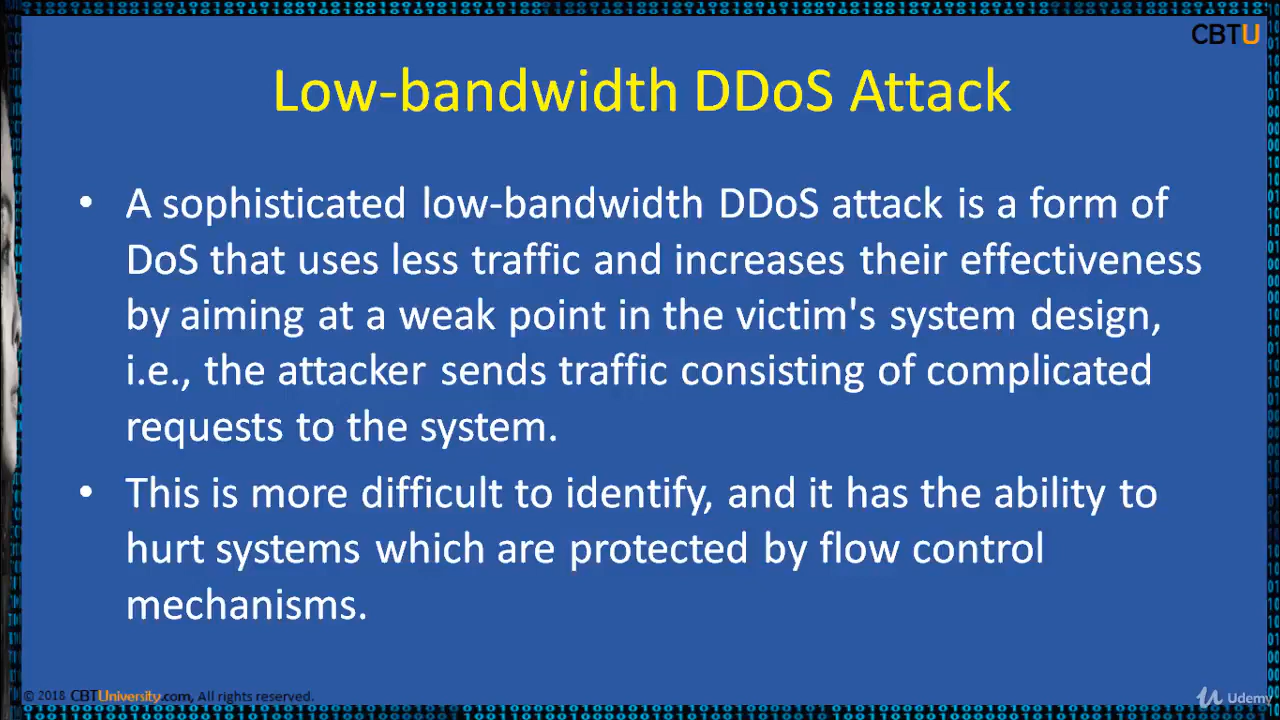 CBTU
Low-bandwidth DDoS Attack
• A sophisticated low-bandwidth DDoS attack is a form of
DoS that uses less traffic and increases their effectiveness
by aiming at a weak point in the victim's system design,
i.e., the attacker sends traffic consisting of complicated
requests to the system.
• This is more difficult to identify, and it has the ability to
hurt systems which are protected by flow control
mechanisms.
© 2018 CBTUniversity.com, All rights reserved.
Udemy